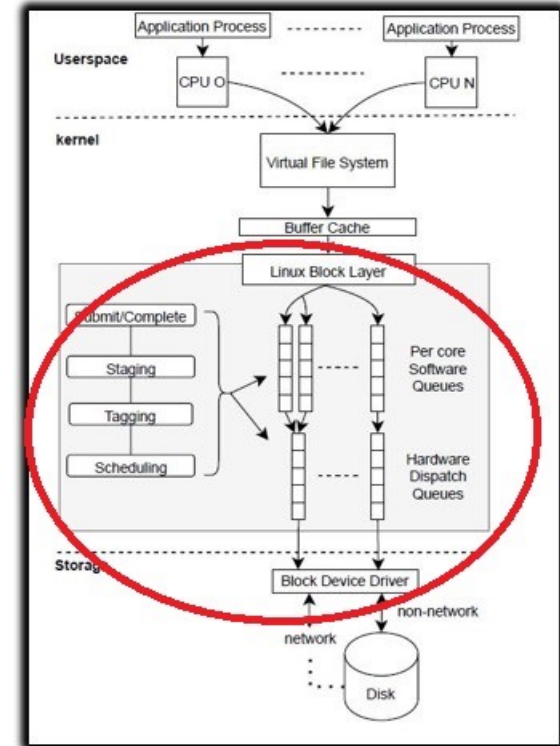 Application Process
Application Process
Userspace
CPU O
CPU N
kernel
Virtual File System
Buffer Cache
Linux Block Layer
Submit/Complete
Staging
Tagging
Scheduling
Per core
Software
Queues
Hardware
Dispatch
Queues
Storage
Block Device Driver
network
non-network
Disk